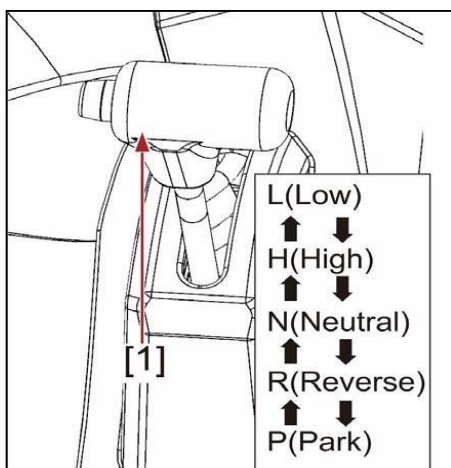 L(Low)
H(High)
N(Neutral)
R(Reverse)
P(Park)
[1]